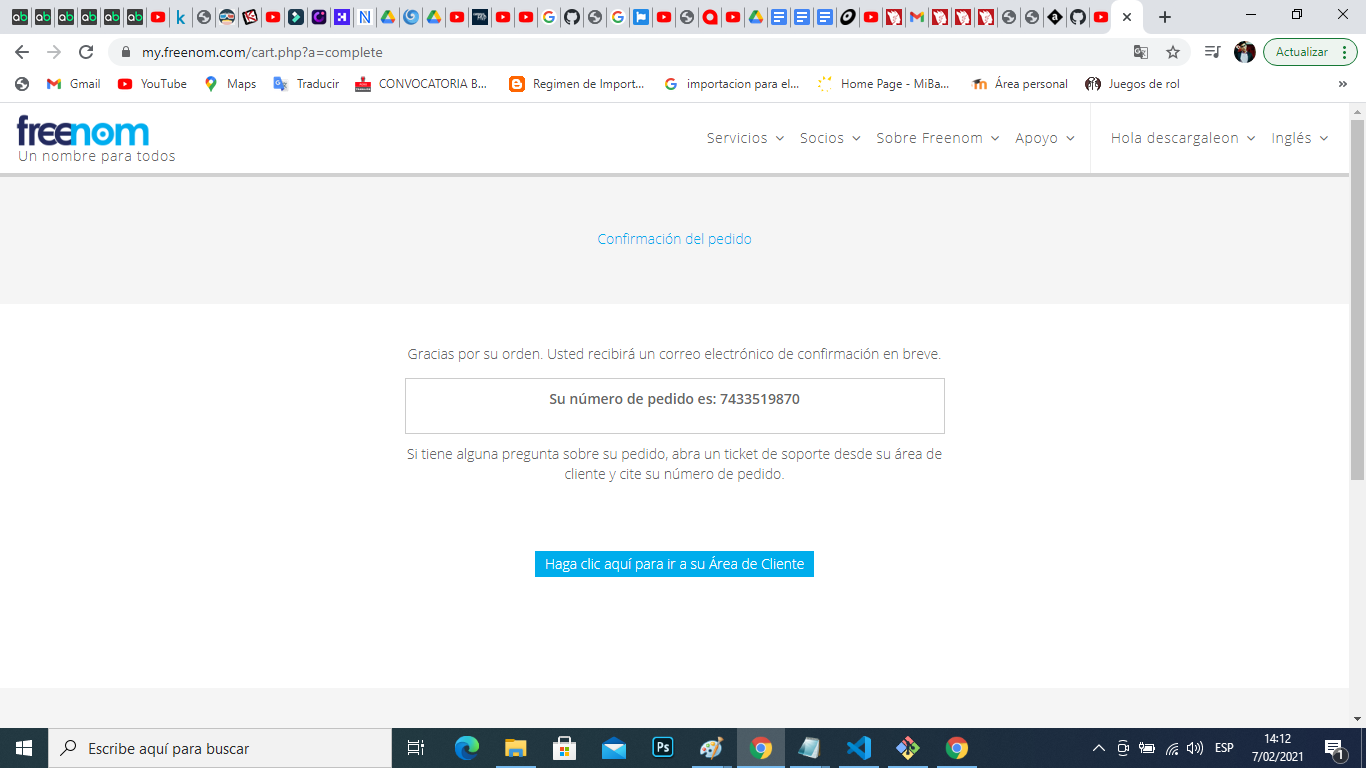 my.freenom.com/cart.php?a=complete
Actualizar
Gmail
YouTube
Maps
Traducir
CONVOCATORIA B...
Regimen de Import...
importacion para el...
Home Page - MiBa...
Área personal
Juegos de rol
»
freenom
Un nombre para todos
Servicios
Socios
Sobre Freenom
Apoyo
Hola descargaleon
Inglés
Confirmación del pedido
Gracias por su orden. Usted recibirá un correo electrónico de confirmación en breve.
Su número de pedido es: 7433519870
Si tiene alguna pregunta sobre su pedido, abra un ticket de soporte desde su área de
cliente y cite su número de pedido.
Haga clic aquí para ir a su Área de Cliente
Escribe aquí para buscar
Ps
ESP
14:12
7/02/2021
1